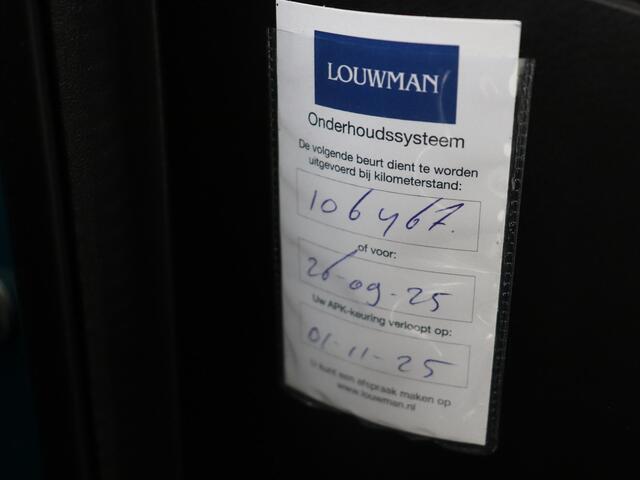 LOUWMAN
Onderhoudssysteem
De volgende beurt dient te worden
uitgevoerd bij kilometerstand:
106467.
of voor:
26-09-25
Uw APK-keuring verloopt op:
01-11-25
U kunt een afspraak maken op
www.louwman.nl